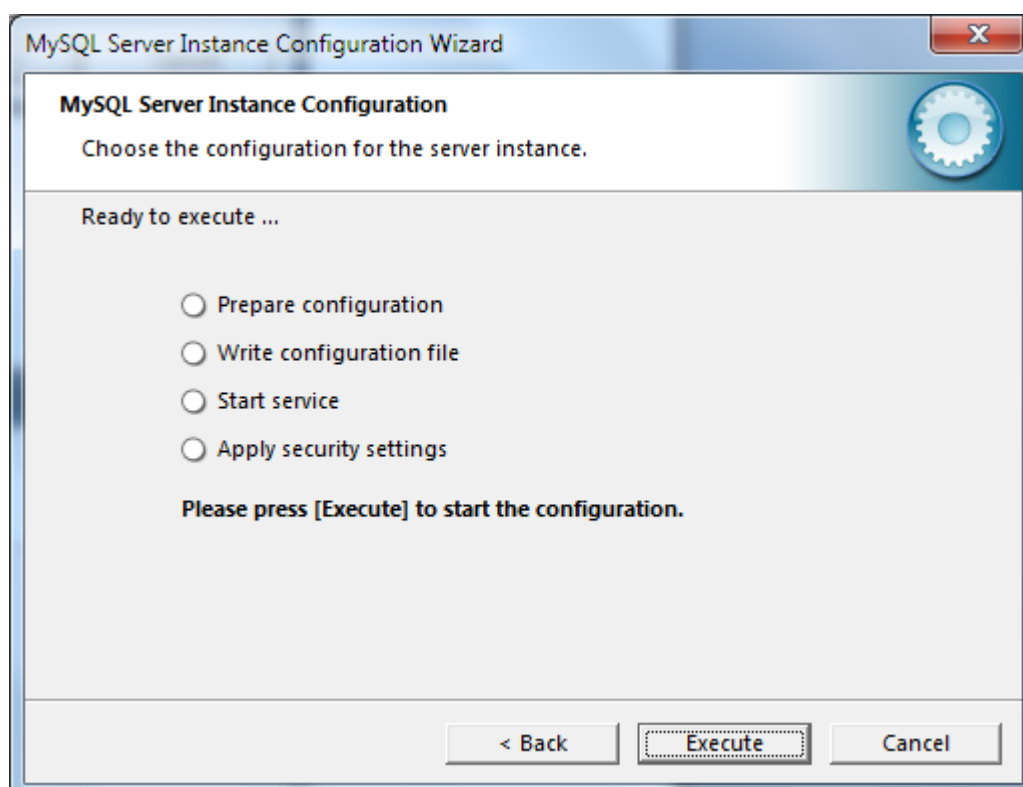 MySQL Server Instance Configuration Wizard
MySQL Server Instance Configuration
Choose the configuration for the server instance.
Ready to execute ...
Prepare configuration
Write configuration file
Start service
Apply security settings
Please press [Execute] to start the configuration.
< Back Execute Cancel